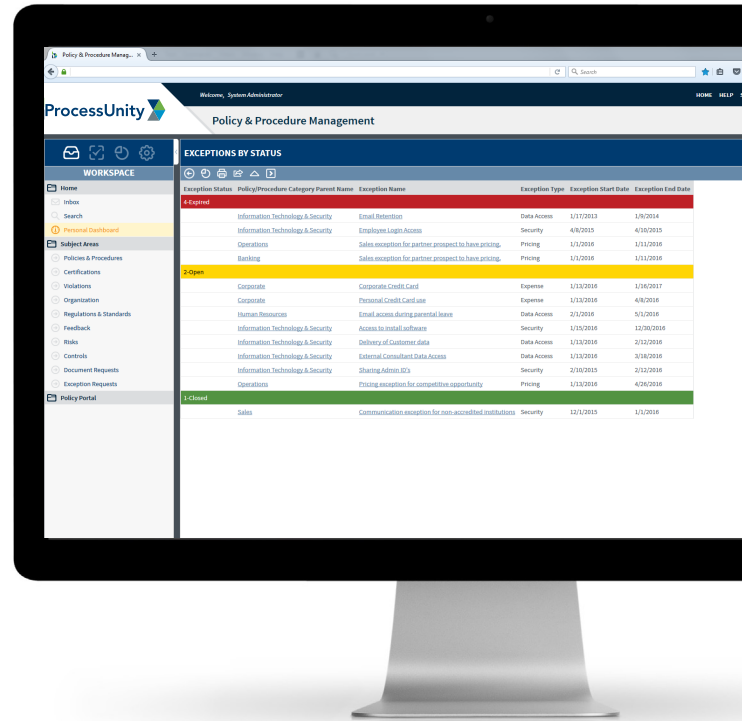 Policy & Procedure Manag... × +
Search
Welcome, System Administrator
HOME HELP S
ProcessUnity
Policy & Procedure Management
EXCEPTIONS BY STATUS
WORKSPACE
Home
Inbox
Search
Personal Dashboard
Subject Areas
Policies & Procedures
Certifications
Violations
Organization
Regulations & Standards
Feedback
Risks
Controls
Document Requests
Exception Requests
Policy Portal
Exception Status Policy/Procedure Category Parent Name Exception Name Exception Type Exception Start Date Exception End Date
4-Expired
Information Technology & Security Email Retention Data Access 1/17/2013 1/9/2014
Information Technology & Security Employee Login Access Security 4/8/2015 4/10/2015
Operations Sales exception for partner prospect to have pricing. Pricing 1/1/2016 1/11/2016
Banking Sales exception for partner prospect to have pricing. Pricing 1/1/2016 1/11/2016
2-Open
Corporate Corporate Credit Card Expense 1/13/2016 1/16/2017
Corporate Personal Credit Card use Expense 1/13/2016 4/8/2016
Human Resources Email access during parental leave Data Access 2/1/2016 5/1/2016
Information Technology & Security Access to install software Security 1/15/2016 12/30/2016
Information Technology & Security Delivery of Customer data Data Access 1/13/2016 2/12/2016
Information Technology & Security External Consultant Data Access Data Access 1/13/2016 3/18/2016
Information Technology & Security Sharing Admin ID's Security 2/10/2015 2/12/2016
Operations Pricing exception for competitive opportunity Pricing 1/13/2016 4/26/2016
1-Closed
Sales Communication exception for non-accredited institutions Security 12/1/2015 1/1/2016